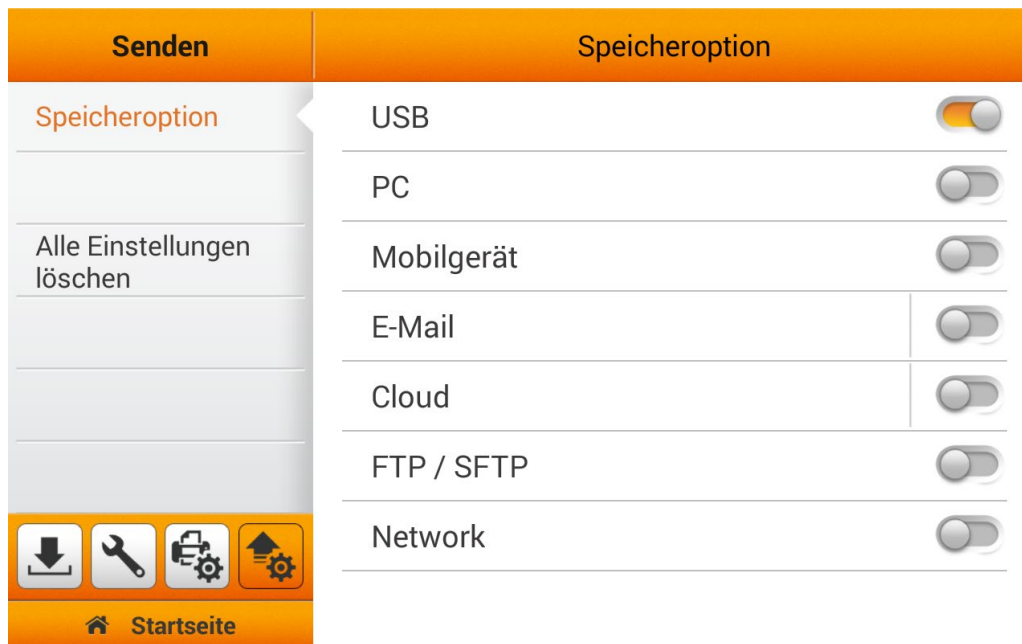 Senden
Speicheroption
Speicheroption
Alle Einstellungen
löschen
Startseite
USB
PC
Mobilgerät
E-Mail
Cloud
FTP / SFTP
Network